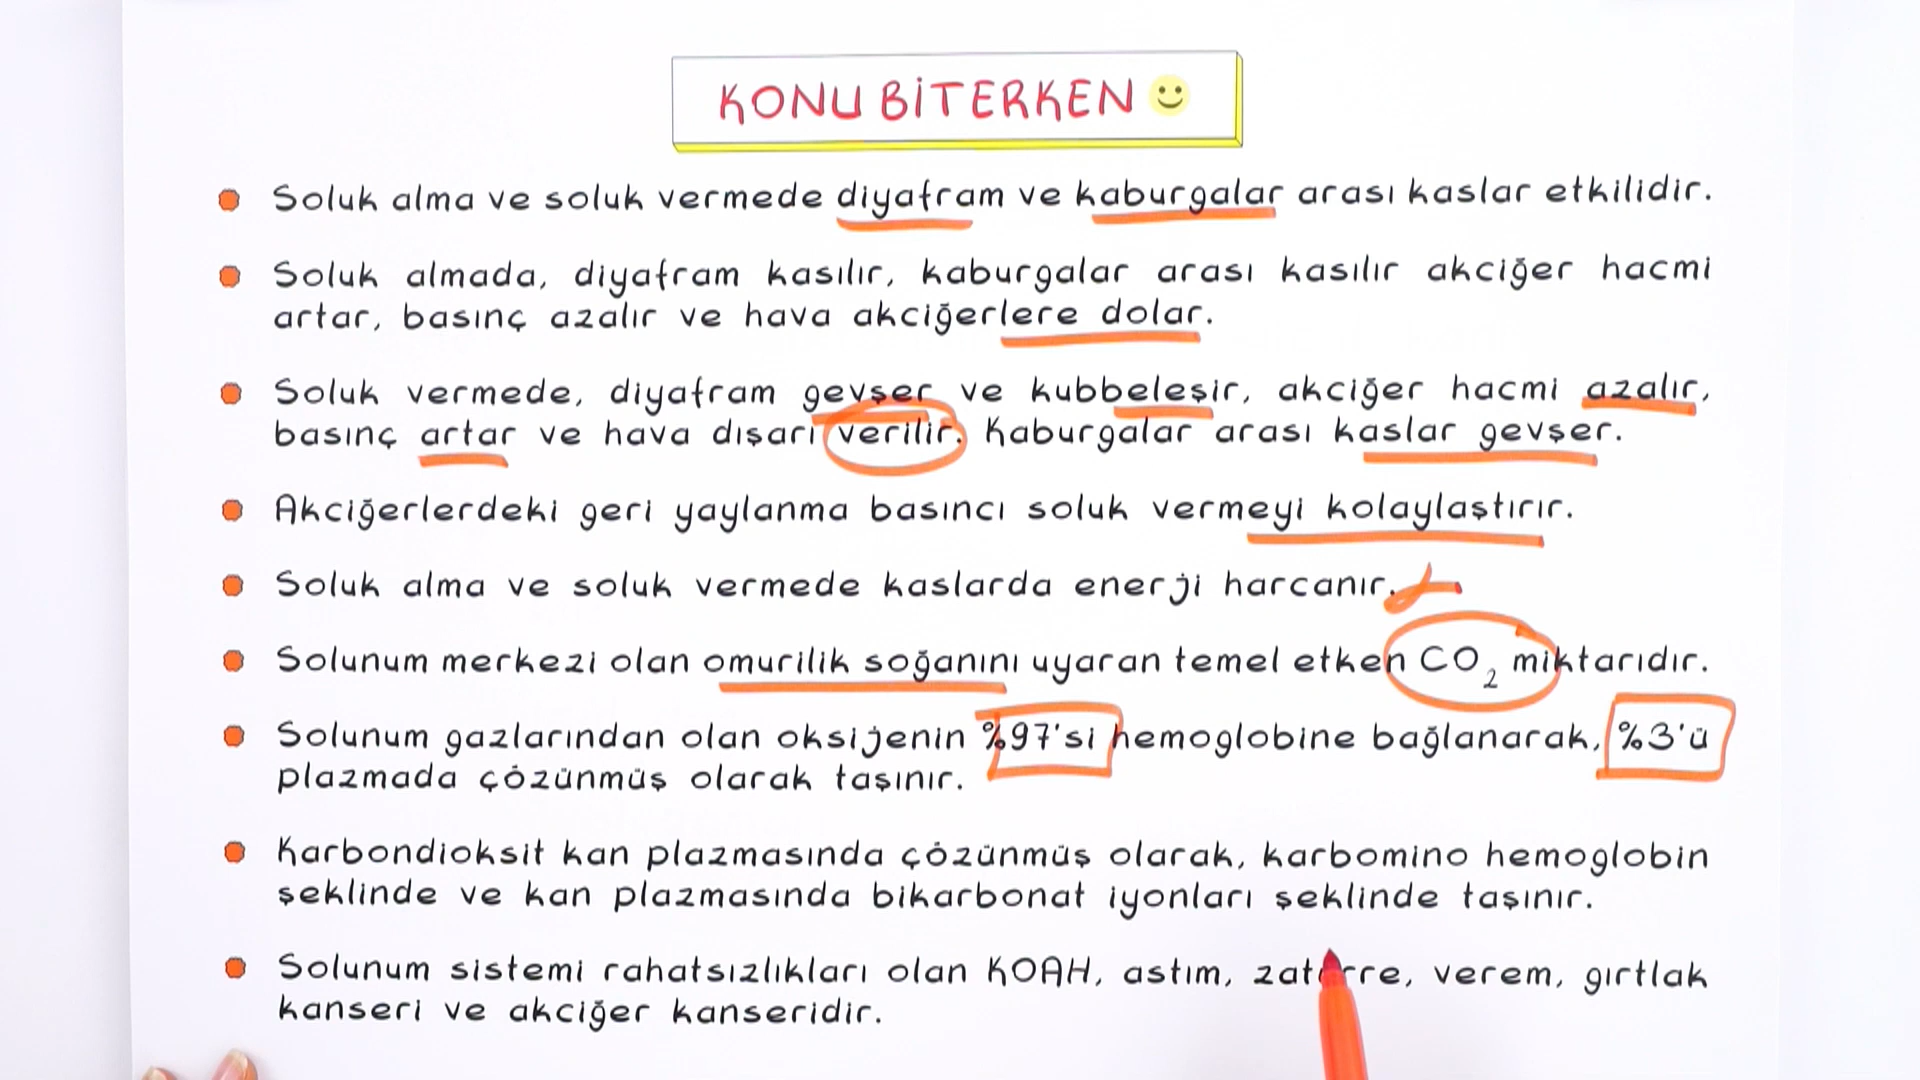 KONU BİTERKEN
Soluk alma ve soluk vermede diyafram ve kaburgalar arası kaslar etkilidir.
Soluk almada, diyafram kasılır, kaburgalar arası kasılır akciğer hacmi
artar, basınç azalır ve hava akciğerlere dolar.
Soluk vermede, diyafram gevşer ve kubbeleşir, akciğer hacmi azalır,
basınç artar ve hava dışarı verilir. Kaburgalar arası kaslar gevşer.
Akciğerlerdeki geri yaylanma basıncı soluk vermeyi kolaylaştırır.
Soluk alma ve soluk vermede kaslarda enerji harcanır.
Solunum merkezi olan omurilik soğanını uyaran temel etken CO₂ miktarıdır.
Solunum gazlarından olan oksijenin %97'si hemoglobine bağlanarak, %3'ü
plazmada çözünmüş olarak taşınır.
Karbondioksit kan plazmasında çözünmüş olarak, karbomino hemoglobin
şeklinde ve kan plazmasında bikarbonat iyonları şeklinde taşınır.
Solunum sistemi rahatsızlıkları olan KOAH, astım, verem, gırtlak
kanseri ve akciğer kanseridir.